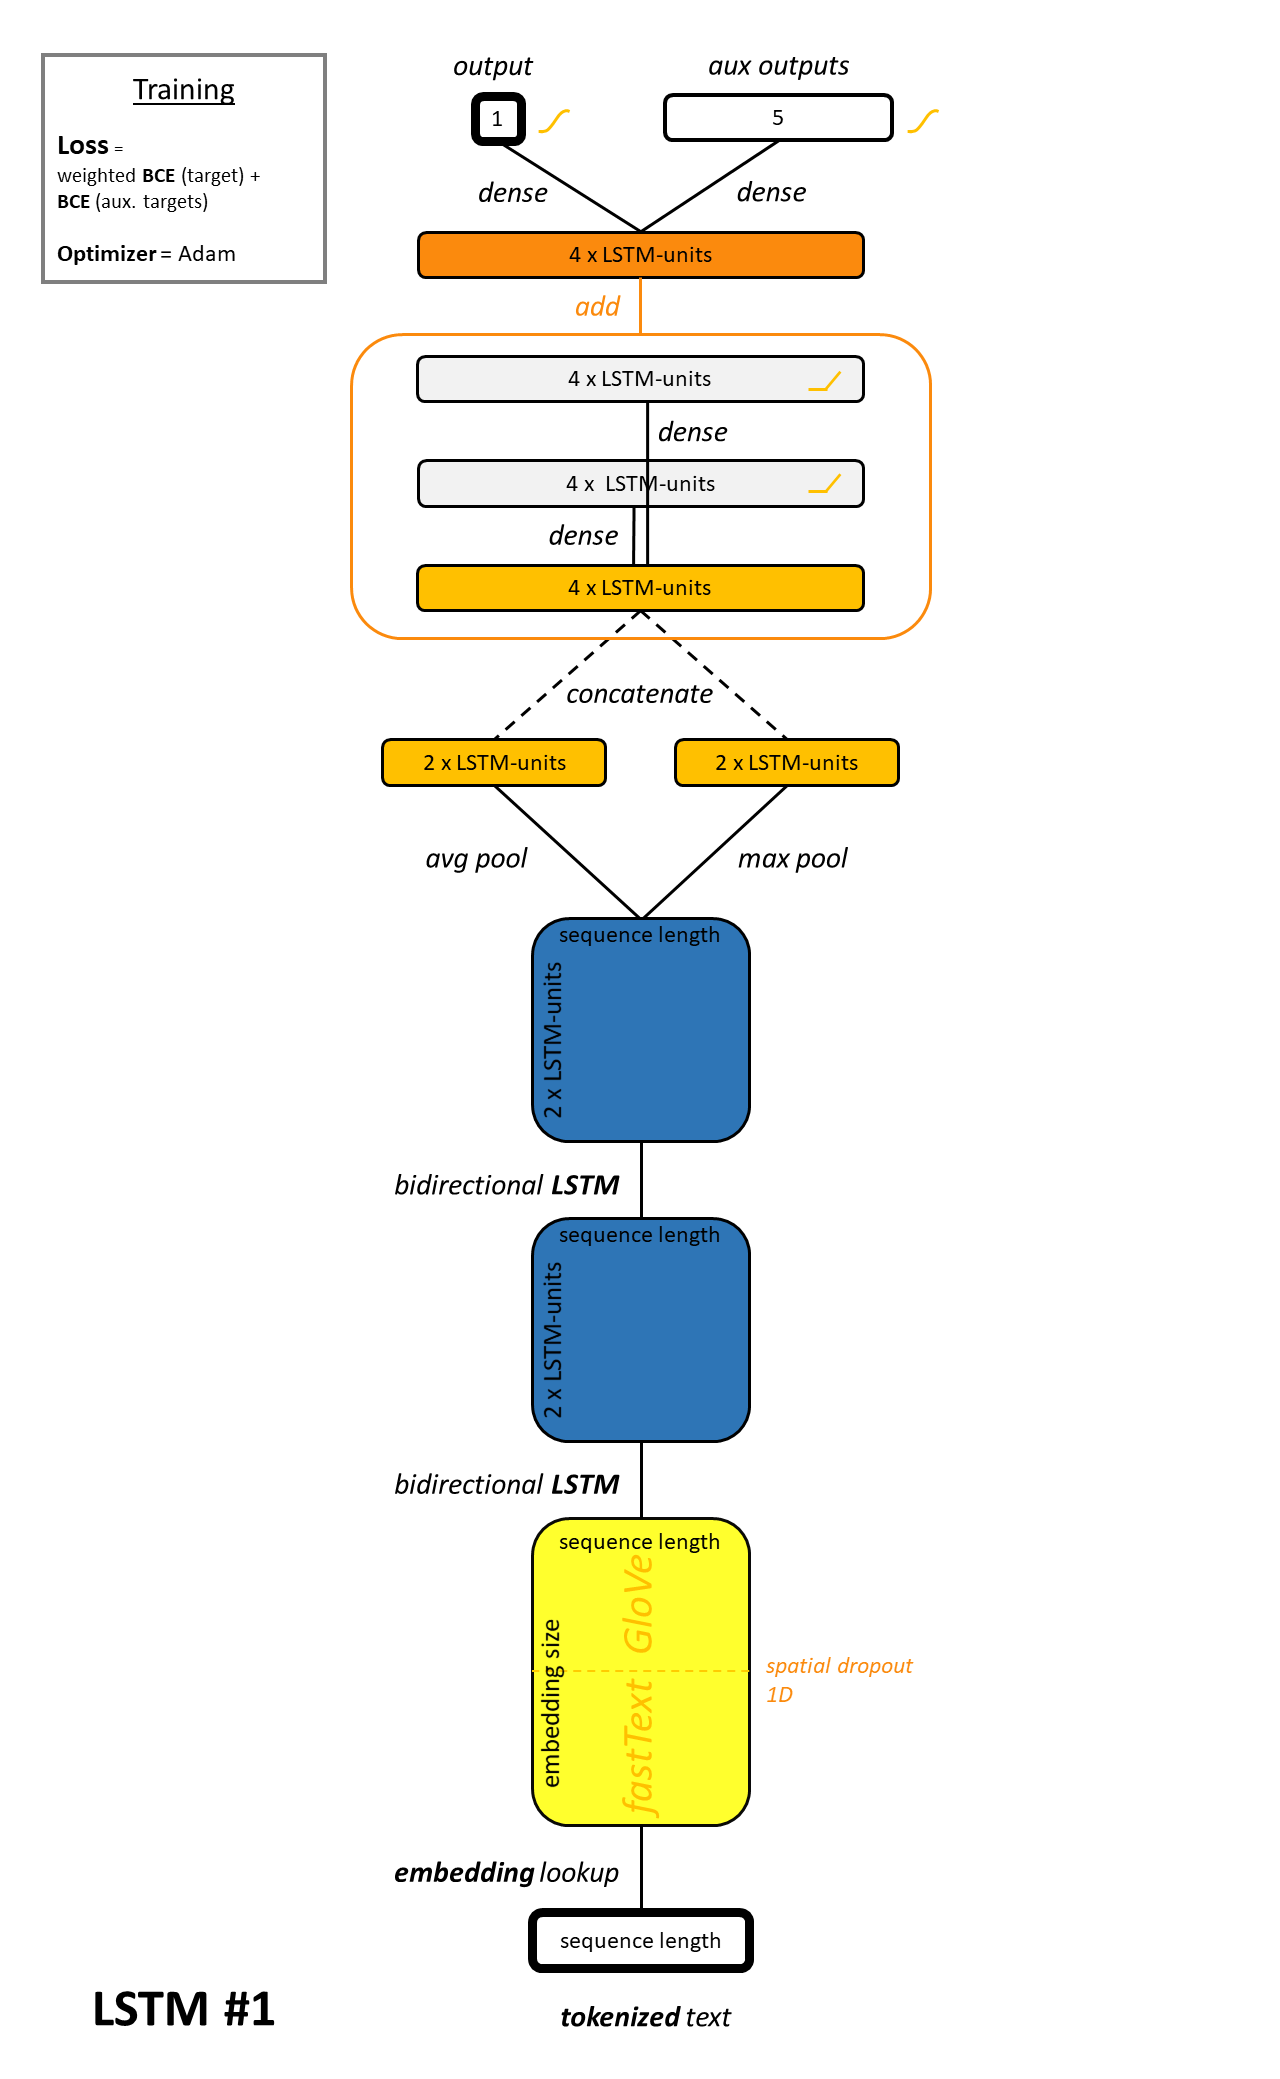 output
aux outputs
Training
1
5
Loss =
weighted BCE (target) +
BCE (aux. targets)
dense
dense
Optimizer = Adam
4 x LSTM-units
add
4 x LSTM-units
dense
4 x LSTM-units
dense
4 x LSTM-units
concatenate
2 x LSTM-units
2 x LSTM-units
avg pool
max pool
sequence length
2 x LSTM-units
bidirectional LSTM
sequence length
2 x LSTM-units
bidirectional LSTM
sequence length
embedding size
fastText GloVe
spatial dropout
1D
embedding lookup
sequence length
LSTM #1
tokenized text